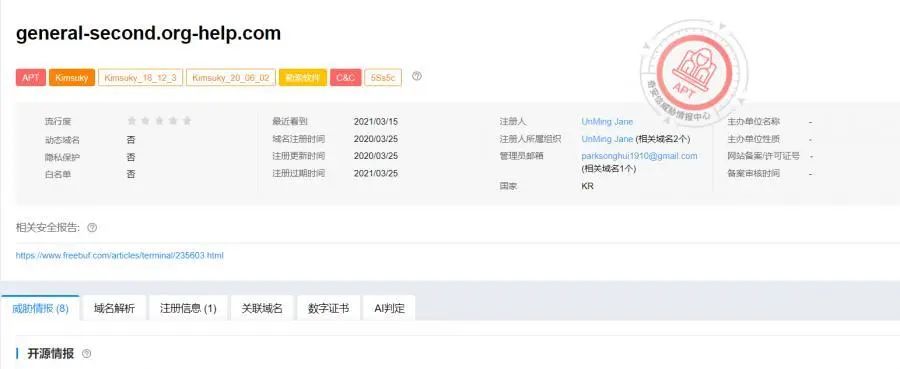 general-second.org-help.com
APT Kimsuky Kimsuky_18_12_3 Kimsuky_20_06_02 勒索软件 C&C 5Ss5c
流行度 最近看到 2021/03/15 注册人 UnMing Jane 主办单位名称 -
动态域名 否 域名注册时间 2020/03/25 注册人所属组织 UnMing Jane (相关域名2个) 主办单位性质 -
隐私保护 否 注册更新时间 2020/03/25 管理员邮箱 parksonghui1910@gmail.com 网站备案/许可证号 -
(相关域名1个)
白名单 否 注册过期时间 2021/03/25 国家 KR 备案审核时间 -
APT
奇安信威胁情报中心
相关安全报告:
https://www.freebuf.com/articles/terminal/235603.html
威胁情报 (8) 域名解析 注册信息 (1) 关联域名 数字证书 AI判定
开源情报